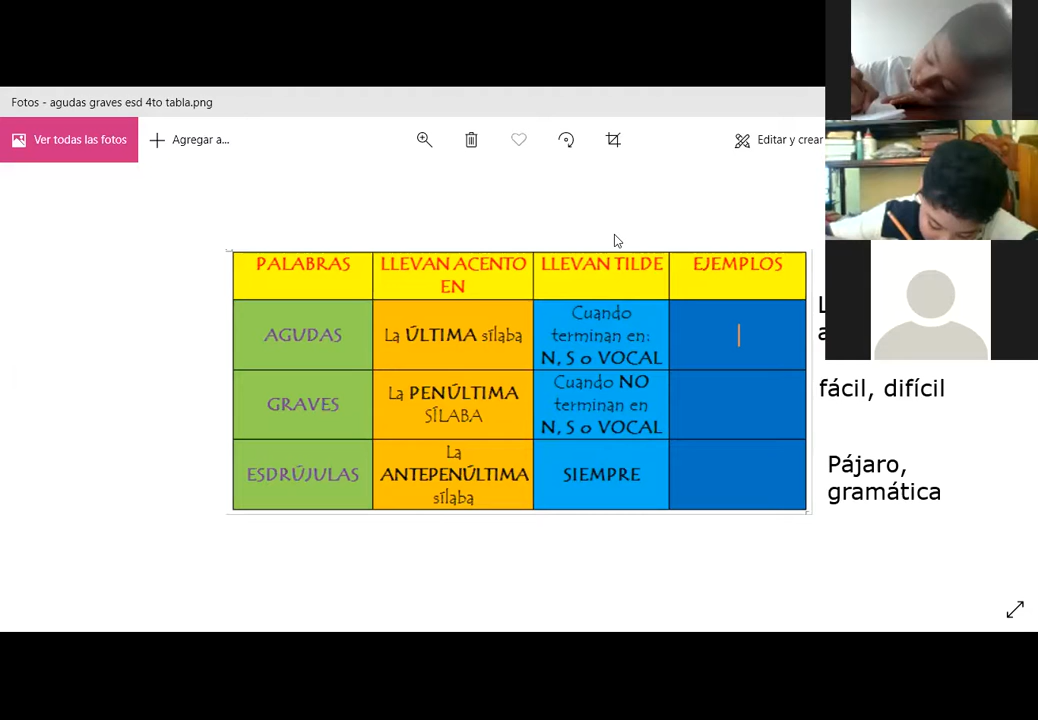 Fotos - agudas graves esd 4to tabla.png
Ver todas las fotos
Agregar a...
Editar y crear
PALABRAS
LLEVAN ACENTO
EN
LLEVAN TILDE
EJEMPLOS
AGUDAS
La ÚLTIMA sílaba
Cuando
terminan en:
N, S o VOCAL
GRAVES
La PENÚLTIMA
SÍLABA
Cuando NO
terminan en
N, S o VOCAL
fácil, difícil
ESDRÚJULAS
La
ANTEPENÚLTIMA
sílaba
SIEMPRE
Pájaro,
gramática